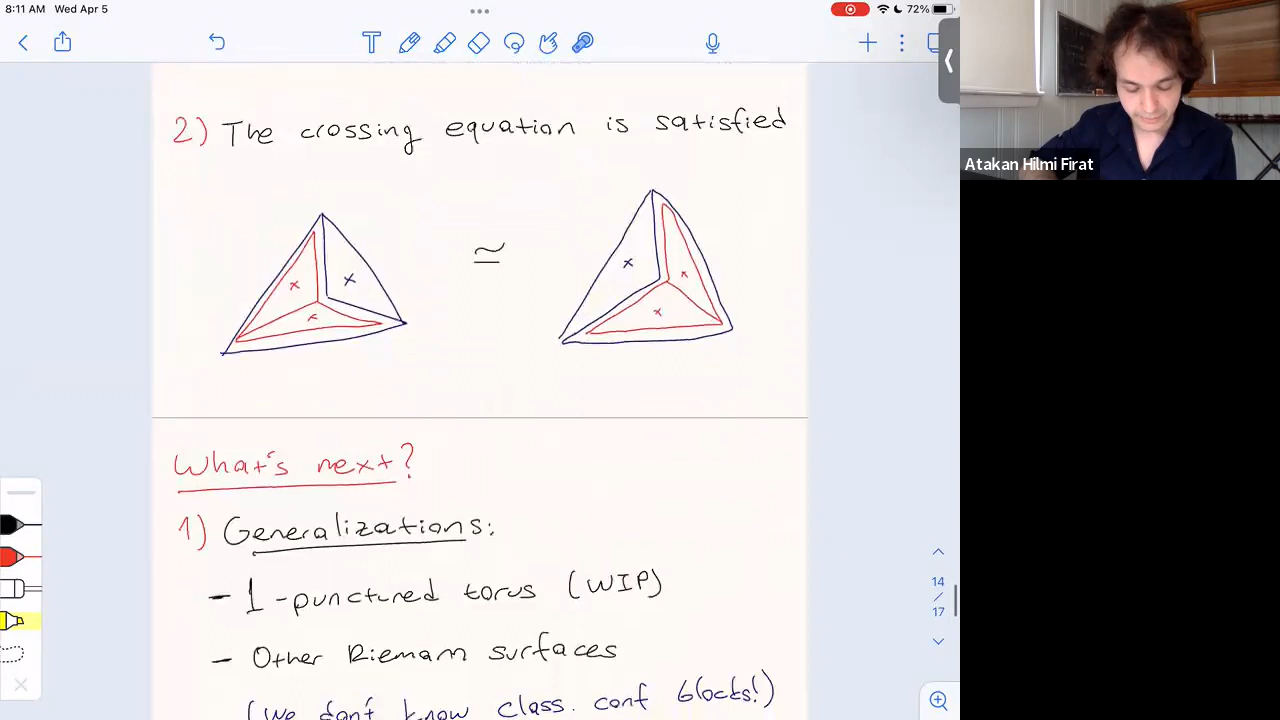 8:11 AM Wed Apr 5
72%
2) The crossing equation is satisfied
x x x ≃ x x x
What's next?
1) Generalizations:
- 1-punctured torus (WIP)
- Other Riemann surfaces
(We don't know class. conf blocks!)
14
/
17
Atakan Hilmi Firat